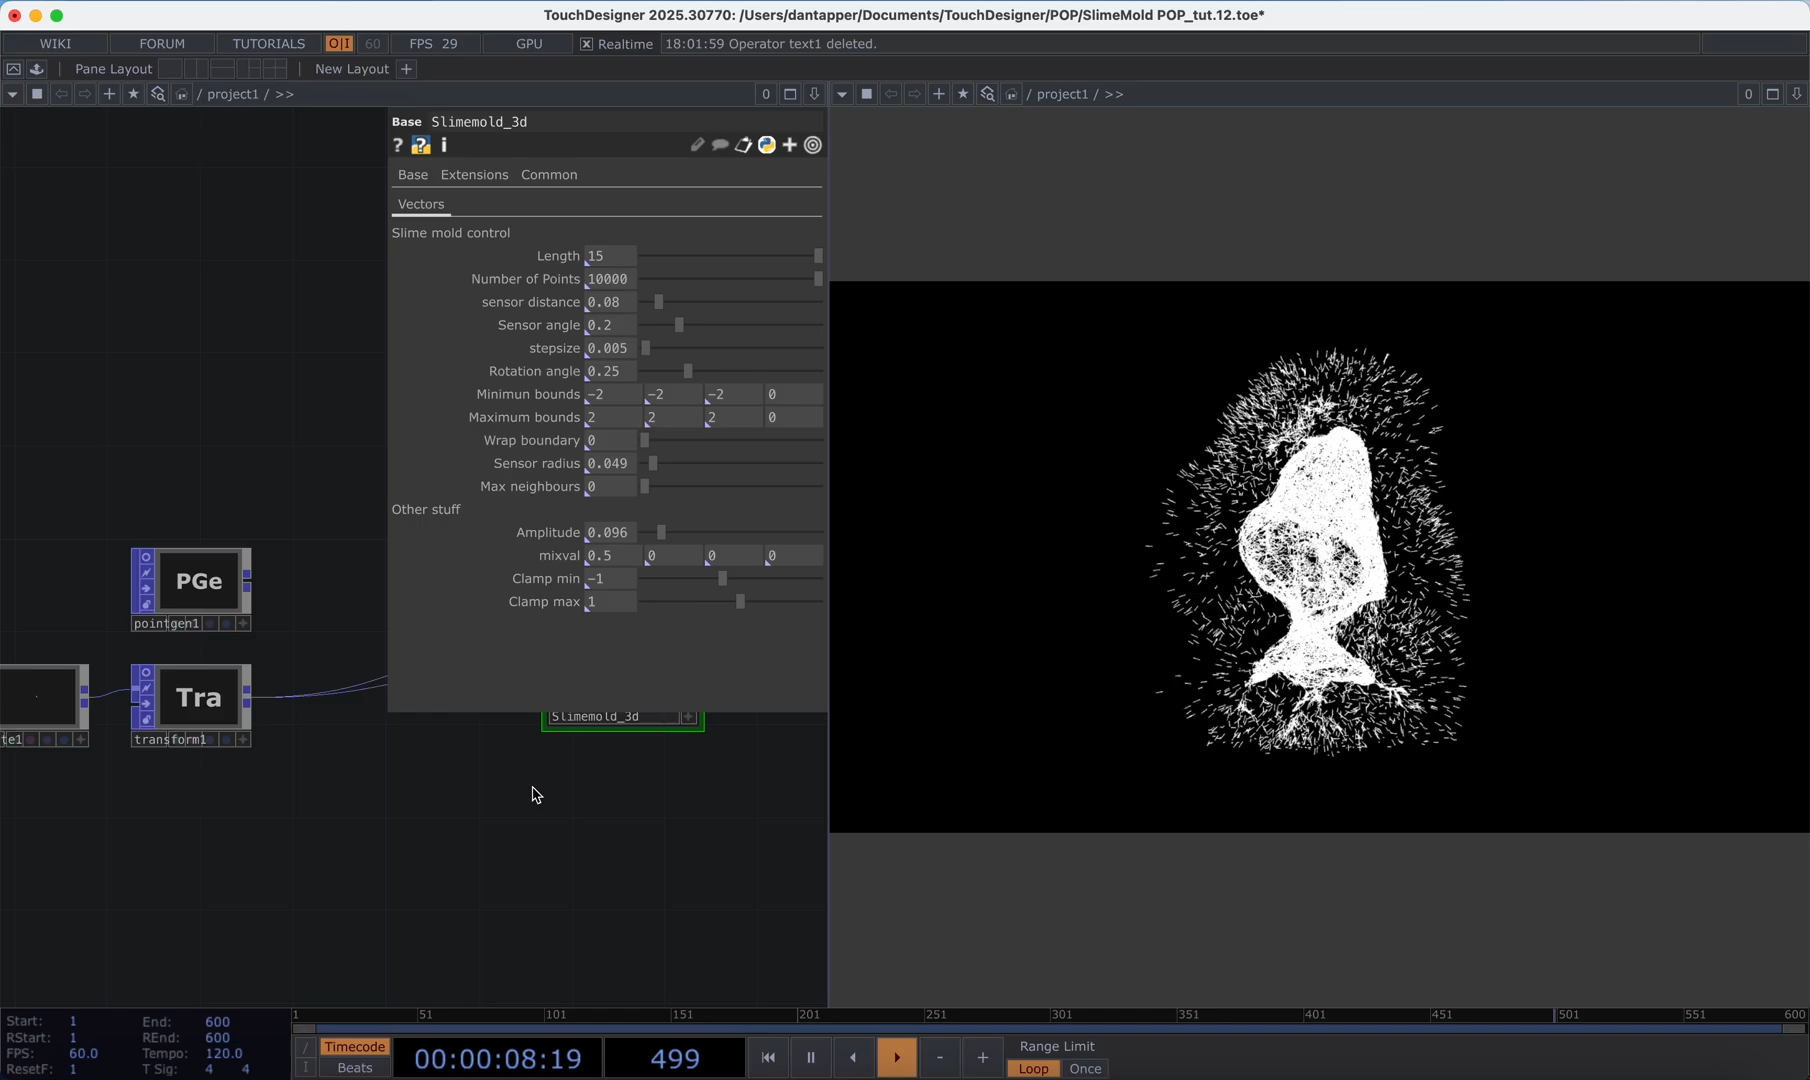 TouchDesigner 2025.30770: /Users/dantapper/Documents/TouchDesigner/POP/SlimeMold POP_tut.12.toe*
WIKI FORUM TUTORIALS O|I 60 FPS 29 GPU Realtime 18:01:59 Operator text1 deleted.
Pane Layout New Layout +
/ project1 / >> 0
/ project1 / >> 0
Base Slimemold_3d
? ? i
Base Extensions Common
Vectors
Slime mold control
Length 15
Number of Points 10000
sensor distance 0.08
Sensor angle 0.2
stepsize 0.005
Rotation angle 0.25
Minimun bounds -2 -2 -2 0
Maximum bounds 2 2 2 0
Wrap boundary 0
Sensor radius 0.049
Max neighbours 0
Other stuff
Amplitude 0.096
mixval 0.5 0 0 0
Clamp min -1
Clamp max 1
PGe
pointgen1
Tra
te1
transform1
Slimemold_3d
1 51 101 151 201 251 301 351 401 451 501 551 600
Start: 1 End: 600
RStart: 1 REnd: 600
FPS: 60.0 Tempo: 120.0
ResetF: 1 T Sig: 4 4
/
I
Timecode
Beats
00:00:08:19
499
- +
Range Limit
Loop Once